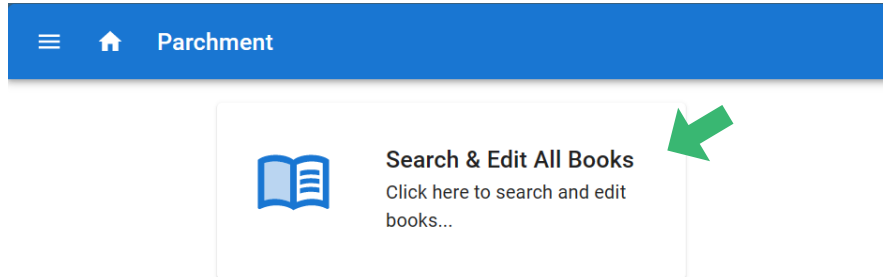 Parchment
Search & Edit All Books
Click here to search and edit
books...